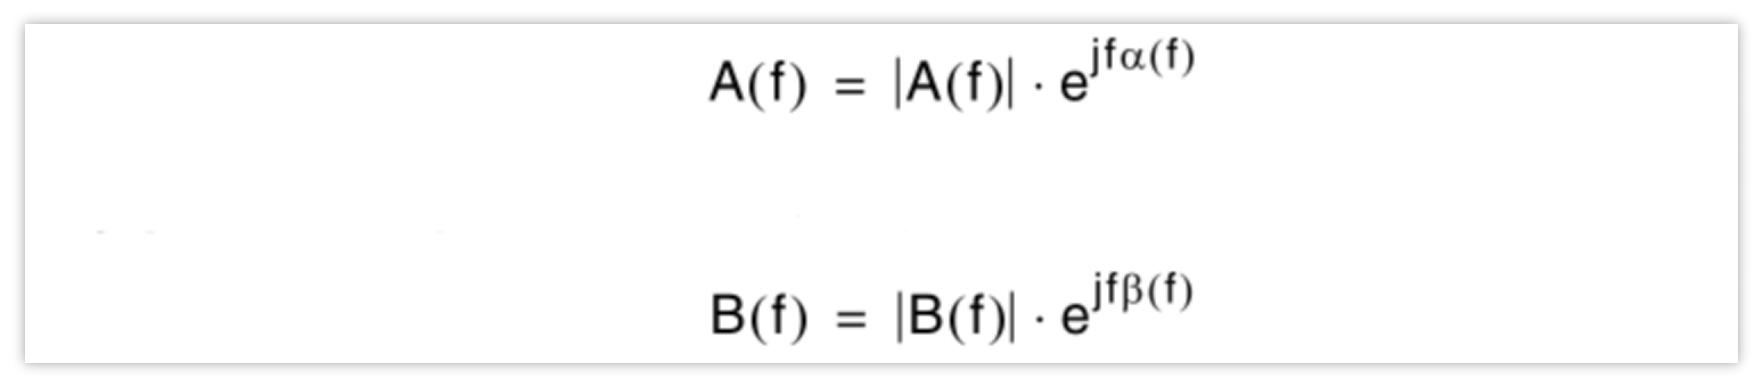 A(f) = |A(f)| · e^{jfα(f)}
B(f) = |B(f)| · e^{jfβ(f)}